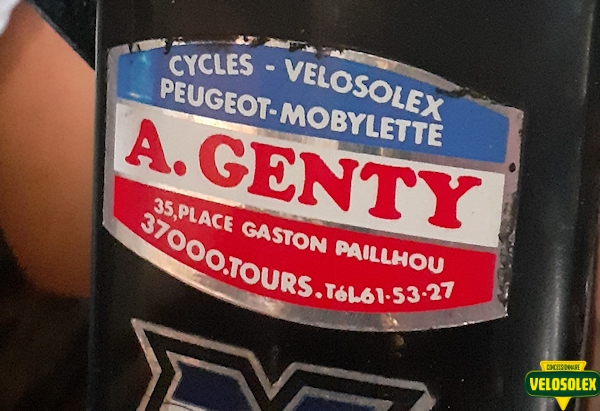 CYCLES - VELOSOLEX
PEUGEOT-MOBYLETTE
A. GENTY
35, PLACE GASTON PAILLHOU
37000.TOURS. Tél.61-53-27
CONCESSIONNAIRE
VELOSOLEX